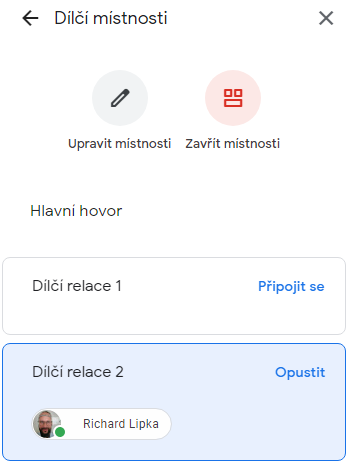 Dílčí místnosti
Upravit místnosti
Zavřít místnosti
Hlavní hovor
Dílčí relace 1
Připojit se
Dílčí relace 2
Opustit
Richard Lipka